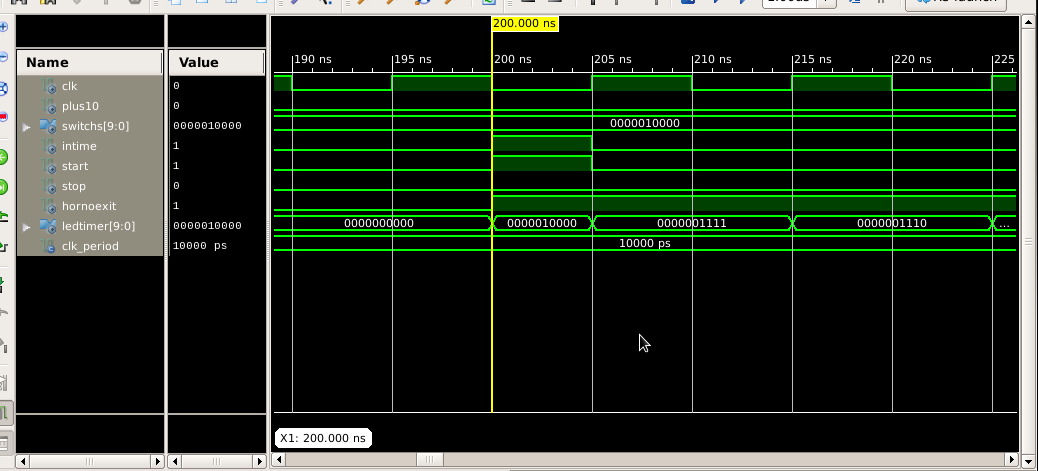 200.000 ns
190 ns 195 ns 200 ns 205 ns 210 ns 215 ns 220 ns 225
Name Value
clk 0
plus10 0
switchs[9:0] 0000010000 0000010000
intime 1
start 1
stop 0
hornoexit 1
ledtimer[9:0] 0000010000 0000000000 0000010000 0000001111 0000001110 ...
clk_period 10000 ps 10000 ps
X1: 200.000 ns